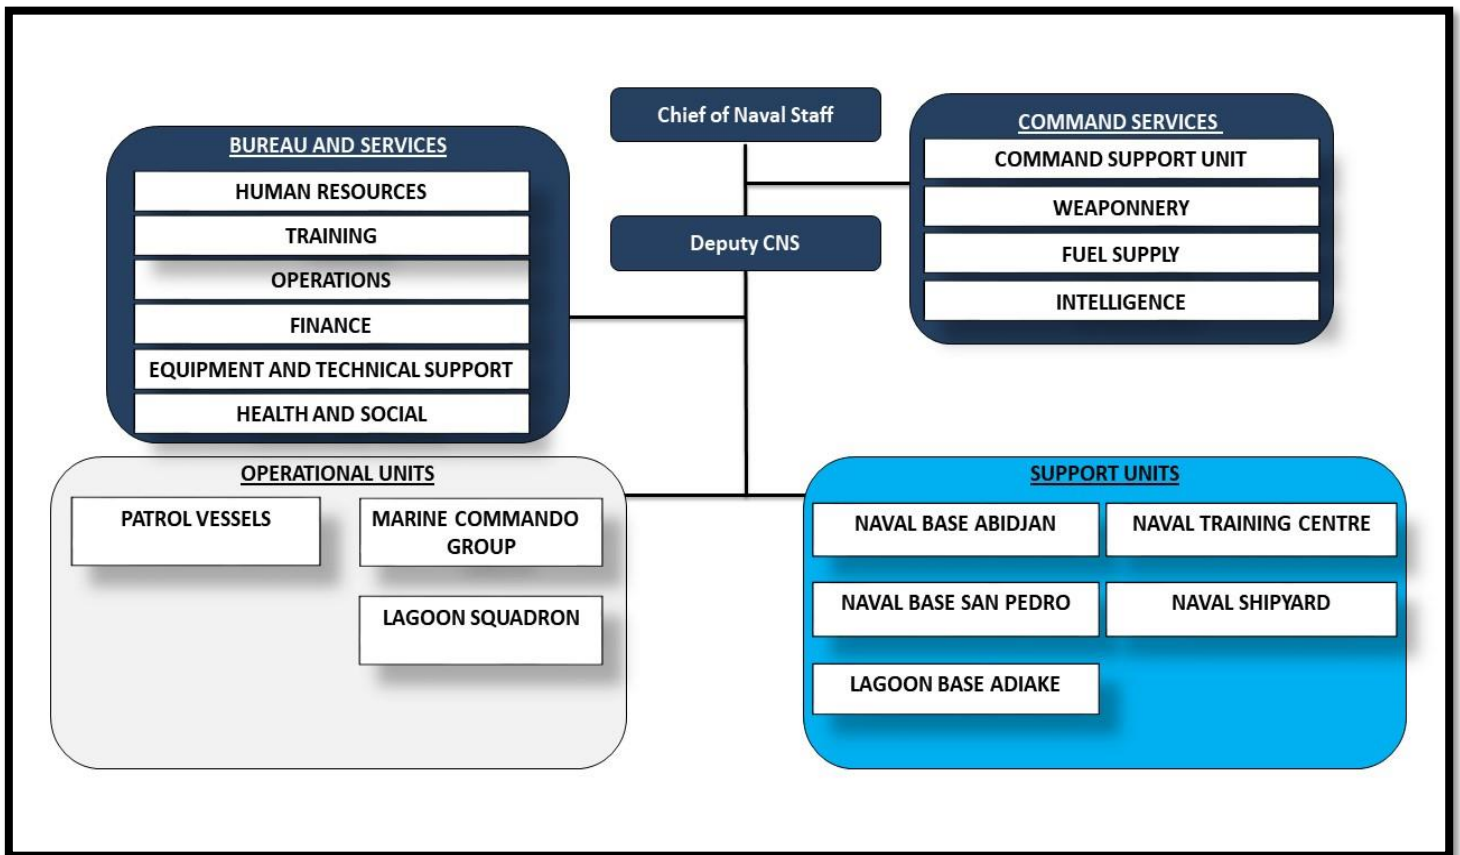 Chief of Naval Staff
Deputy CNS
BUREAU AND SERVICES
HUMAN RESOURCES
TRAINING
OPERATIONS
FINANCE
EQUIPMENT AND TECHNICAL SUPPORT
HEALTH AND SOCIAL
COMMAND SERVICES
COMMAND SUPPORT UNIT
WEAPONNERY
FUEL SUPPLY
INTELLIGENCE
OPERATIONAL UNITS
PATROL VESSELS
MARINE COMMANDO
GROUP
LAGOON SQUADRON
SUPPORT UNITS
NAVAL BASE ABIDJAN
NAVAL TRAINING CENTRE
NAVAL BASE SAN PEDRO
NAVAL SHIPYARD
LAGOON BASE ADIAKE